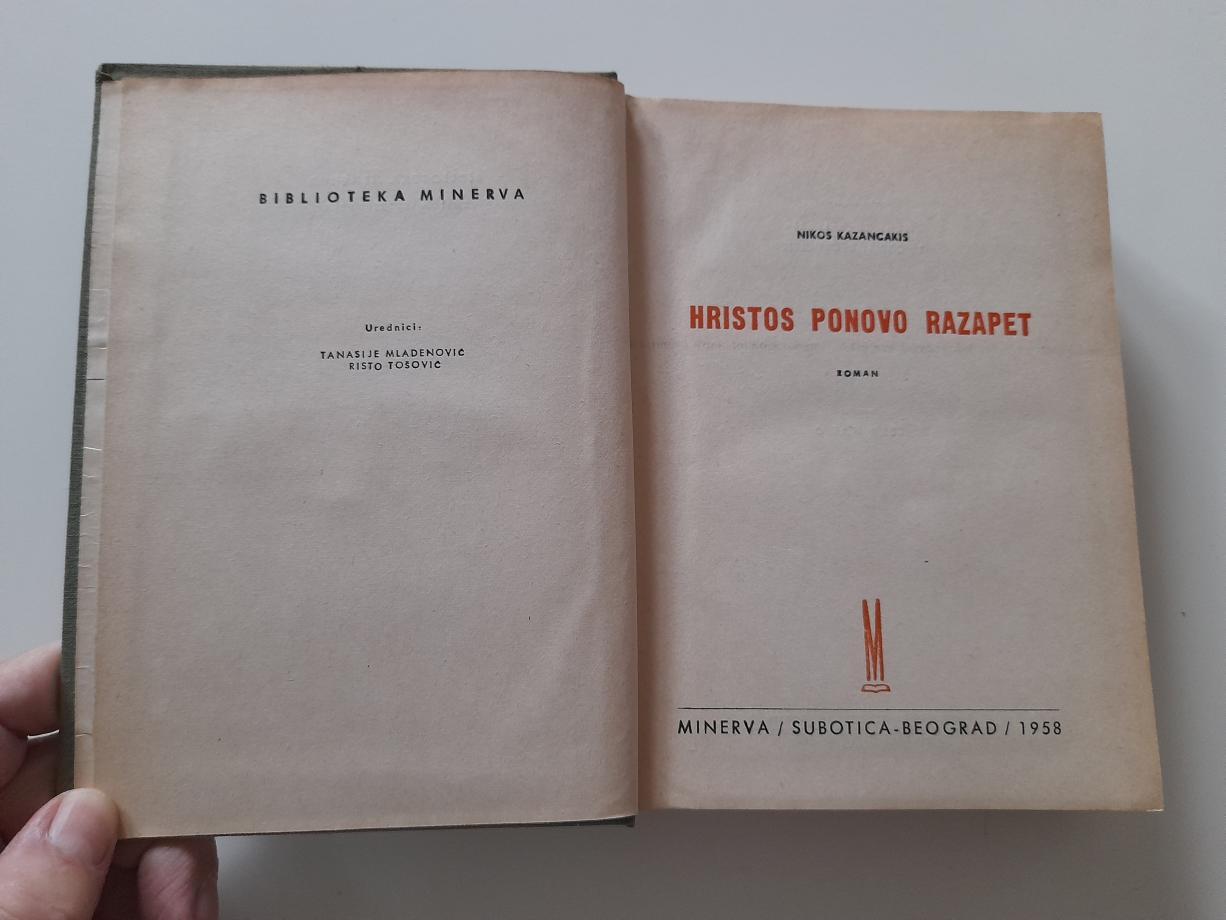 BIBLIOTEKA MINERVA
Urednici:
TANASIJE MLADENOVIĆ
RISTO TOŠOVIĆ
NIKOS KAZANCAKIS
HRISTOS PONOVO RAZAPET
ROMAN
M
MINERVA / SUBOTICA-BEOGRAD / 1958